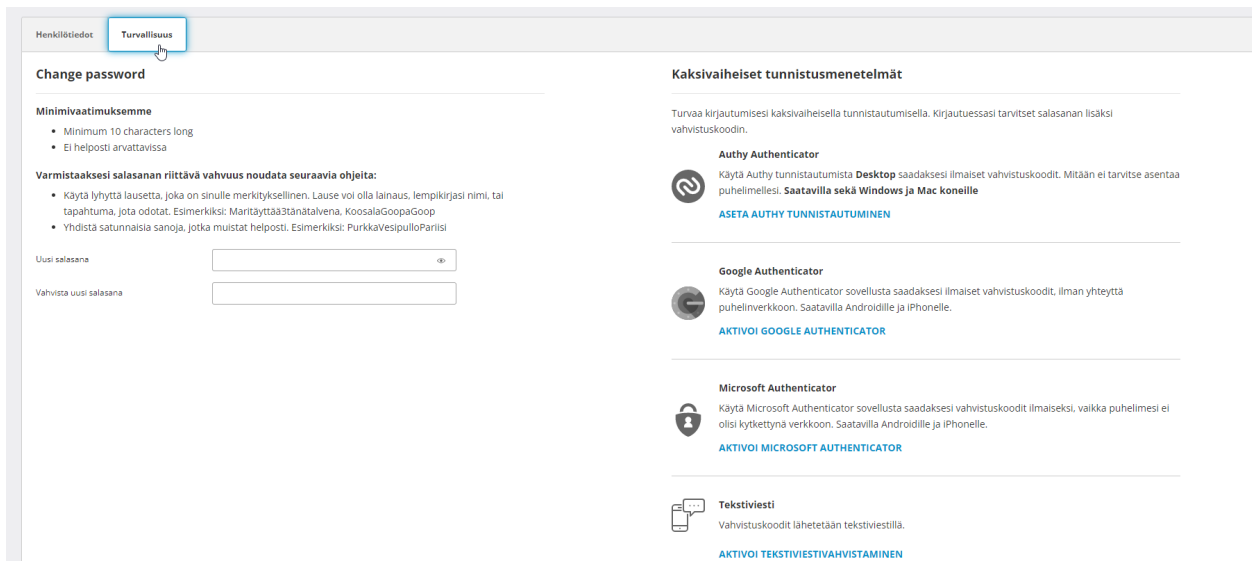 Henkilötiedot
Turvallisuus
Change password
Minimivaatimuksemme
Minimum 10 characters long
Ei helposti arvattavissa
Varmistaaksesi salasanan riittävä vahvuus noudata seuraavia ohjeita:
Käytä lyhyttä lausetta, joka on sinulle merkityksellinen. Lause voi olla lainaus, lempikirjasi nimi, tai
tapahtuma, jota odotat. Esimerkiksi: Maritäyttää3tänätalvena, KoosalaGoopaGoop
Yhdistä satunnaisia sanoja, jotka muistat helposti. Esimerkiksi: PurkkaVesipulloPariisi
Uusi salasana
Vahvista uusi salasana
Kaksivaiheiset tunnistusmenetelmät
Turvaa kirjautumisesi kaksivaiheisella tunnistautumisella. Kirjautuessasi tarvitset salasanan lisäksi
vahvistuskoodin.
Authy Authenticator
Käytä Authy tunnistautumista Desktop saadaksesi ilmaiset vahvistuskoodit. Mitään ei tarvitse asentaa
puhelimellesi. Saatavilla sekä Windows ja Mac koneille
ASETA AUTHY TUNNISTAUTUMINEN
Google Authenticator
Käytä Google Authenticator sovellusta saadaksesi ilmaiset vahvistuskoodit, ilman yhteyttä
puhelinverkkoon. Saatavilla Androidille ja iPhonelle.
AKTIVOI GOOGLE AUTHENTICATOR
Microsoft Authenticator
Käytä Microsoft Authenticator sovellusta saadaksesi vahvistuskoodit ilmaiseksi, vaikka puhelimesi ei
olisi kytkettynä verkkoon. Saatavilla Androidille ja iPhonelle.
AKTIVOI MICROSOFT AUTHENTICATOR
Tekstiviesti
Vahvistuskoodit lähetetään tekstiviestillä.
AKTIVOI TEKSTIVIESTIVAHVISTAMINEN